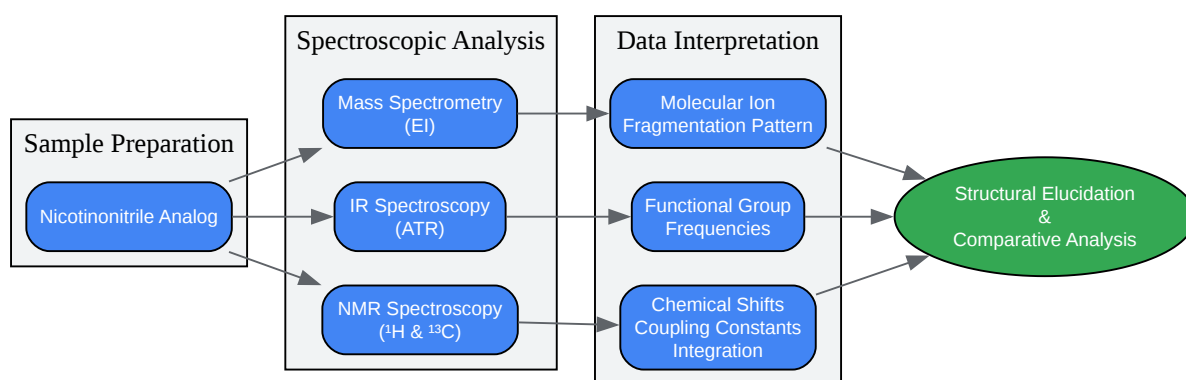 Sample Preparation
Nicotinonitrile Analog
Spectroscopic Analysis
Mass Spectrometry
(EI)
IR Spectroscopy
(ATR)
NMR Spectroscopy
(¹H & ¹³C)
Data Interpretation
Molecular Ion
Fragmentation Pattern
Functional Group
Frequencies
Chemical Shifts
Coupling Constants
Integration
Structural Elucidation
&
Comparative Analysis